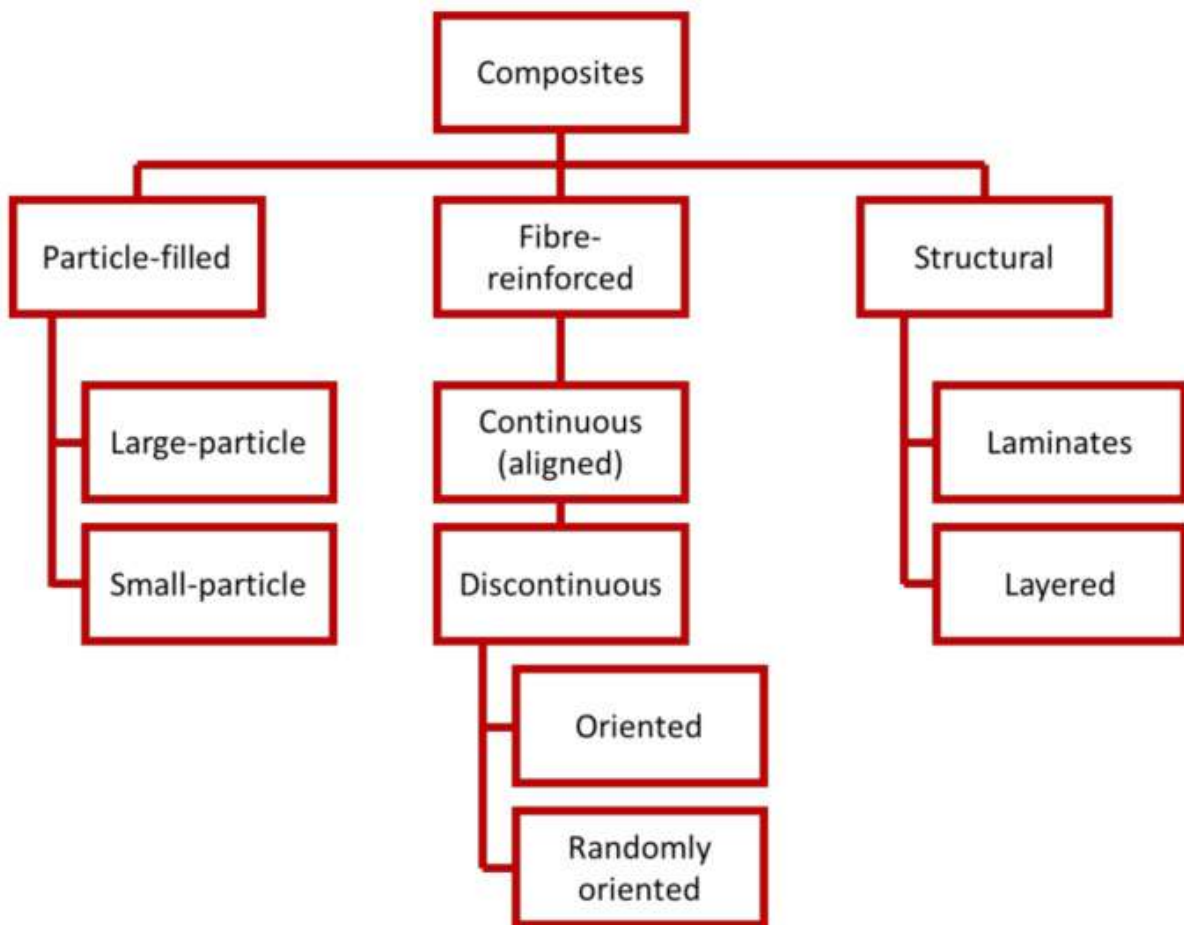 Composites
Particle-filled
Fibre-
reinforced
Structural
Large-particle
Continuous
(aligned)
Laminates
Small-particle
Discontinuous
Layered
Oriented
Randomly
oriented